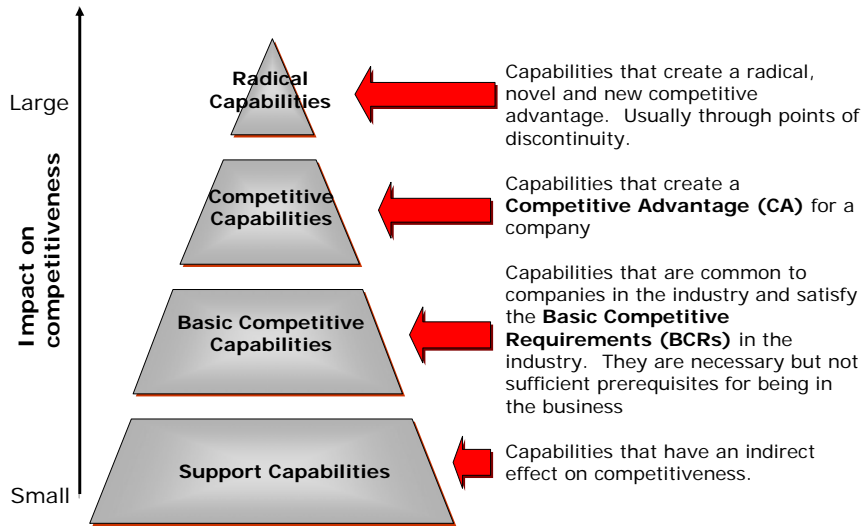 Large
Impact on
competitiveness
Small
Radical
Capabilities
Capabilities that create a radical,
novel and new competitive
advantage.  Usually through points of
discontinuity.
Competitive
Capabilities
Capabilities that create a
Competitive Advantage (CA) for a
company
Basic Competitive
Capabilities
Capabilities that are common to
companies in the industry and satisfy
the Basic Competitive
Requirements (BCRs) in the
industry.  They are necessary but not
sufficient prerequisites for being in
the business
Support Capabilities
Capabilities that have an indirect
effect on competitiveness.